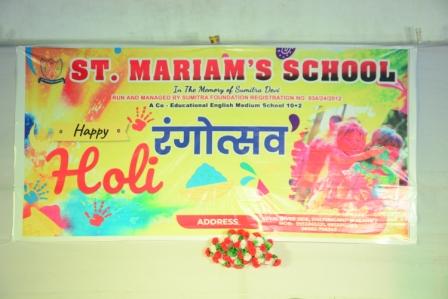 ST. MARIAM'S SCHOOL
In The Memory of Sumitra Devi
RUN AND MANAGED BY SUMITRA FOUNDATION REGISTRATION NO. 934/24/2012
A Co - Educational English Medium School 10+2
Happy
Holi
रंगोत्सव
ADDRESS.